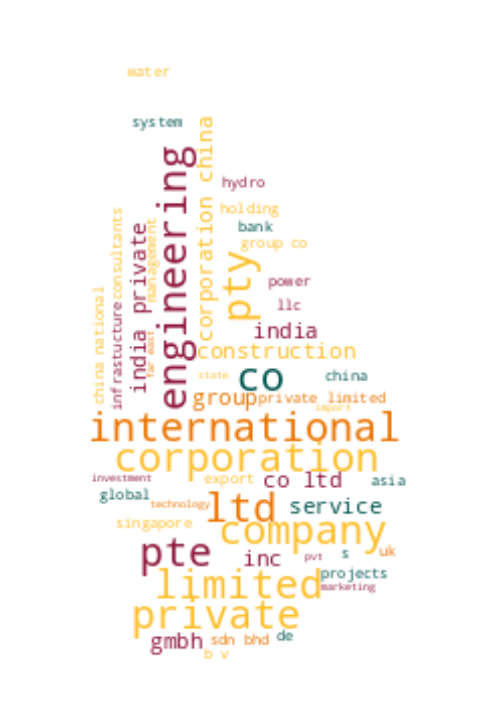 water
system
engineering
corporation china
hydro
holding
bank
group co
consultants
india private
management
pty
power
llc
china national
infrastucture
far east
india
construction
state
co
china
group
private limited
import
international
corporation
investment
export
co ltd
asia
global
technology
ltd
service
singapore
company
pte
inc
pvt
s
uk
limited
projects
marketing
private
gmbh
sdn bhd
de
b v